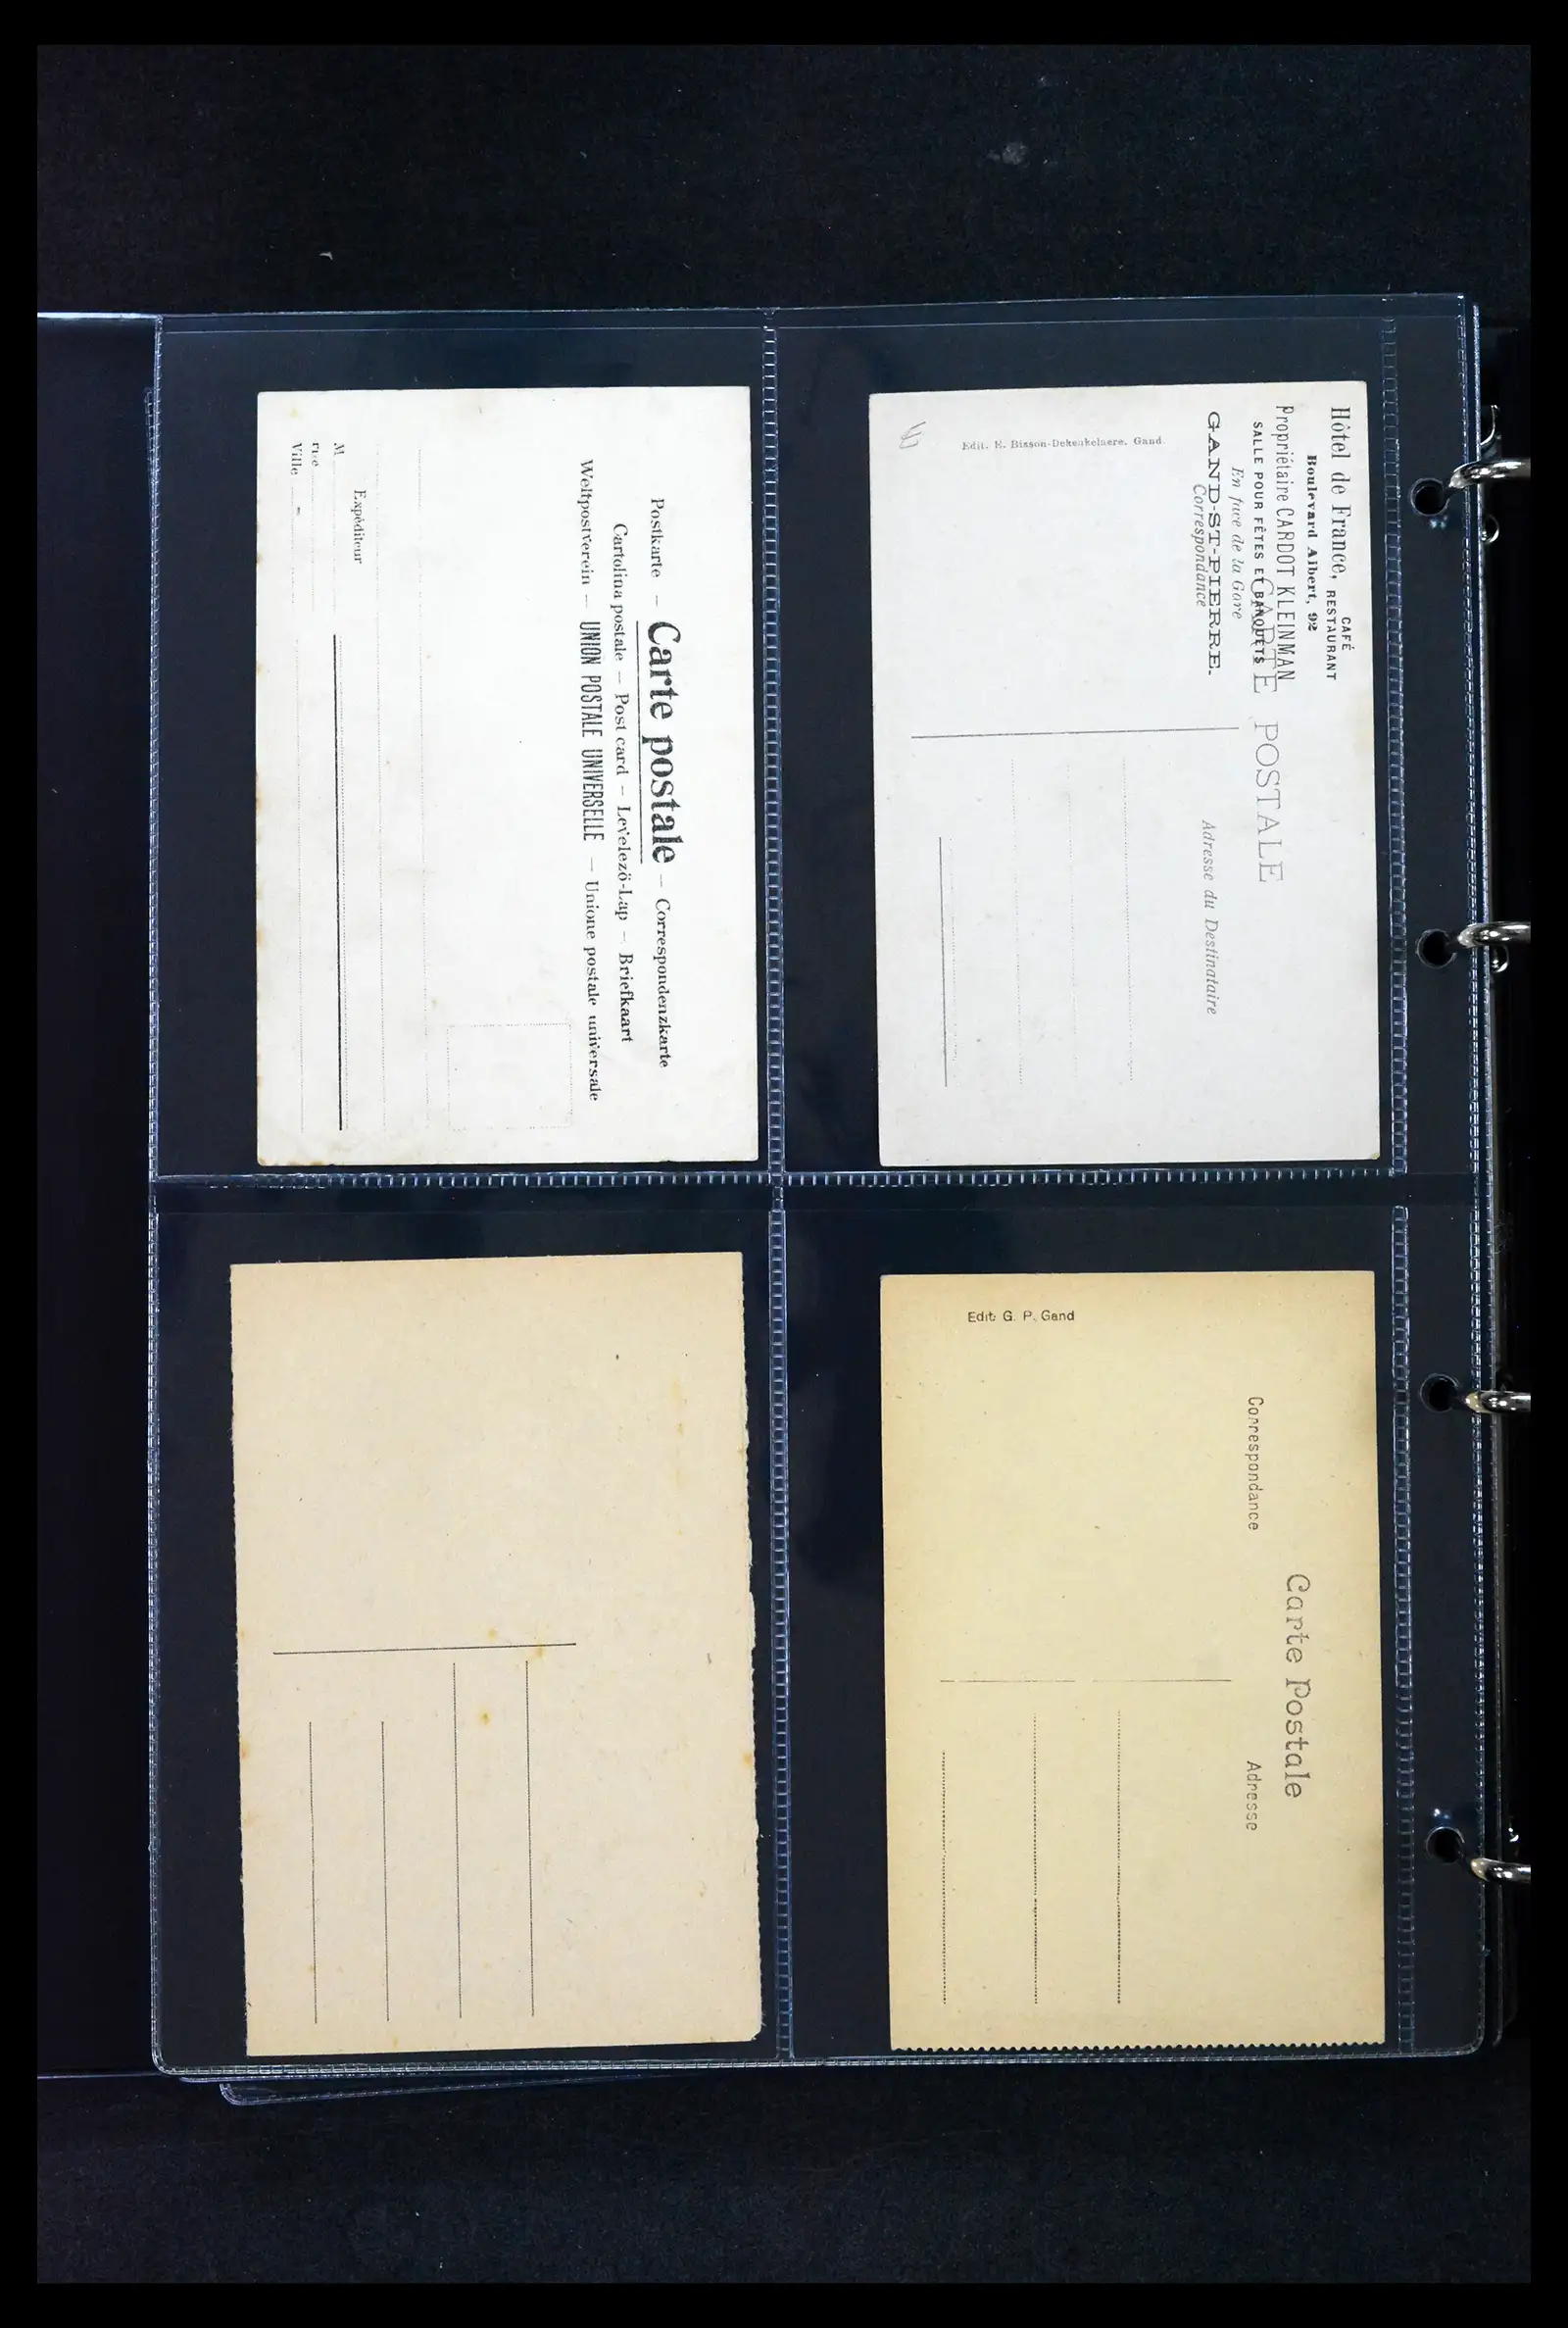 Hôtel de France, CAFÉ RESTAURANT
Boulevard Albert, 92
Propriétaire CARDOT KLEINMAN
SALLE POUR FÊTES ET BANQUETS
En face de la Gare
GAND-ST-PIERRE.
CARTE POSTALE
Correspondance
Adresse du Destinataire
Edit. E. Bisson-Dekeukelaere. Gand.
Postkarte – Carte postale – Correspondenzkarte
Cartolina postale – Post card – Levelező-Lap – Briefkaart
Weltpostverein – UNION POSTALE UNIVERSELLE – Unione postale universale
Expéditeur
M
rue
Ville
Carte Postale
Correspondance
Adresse
Edit. G. P. Gand